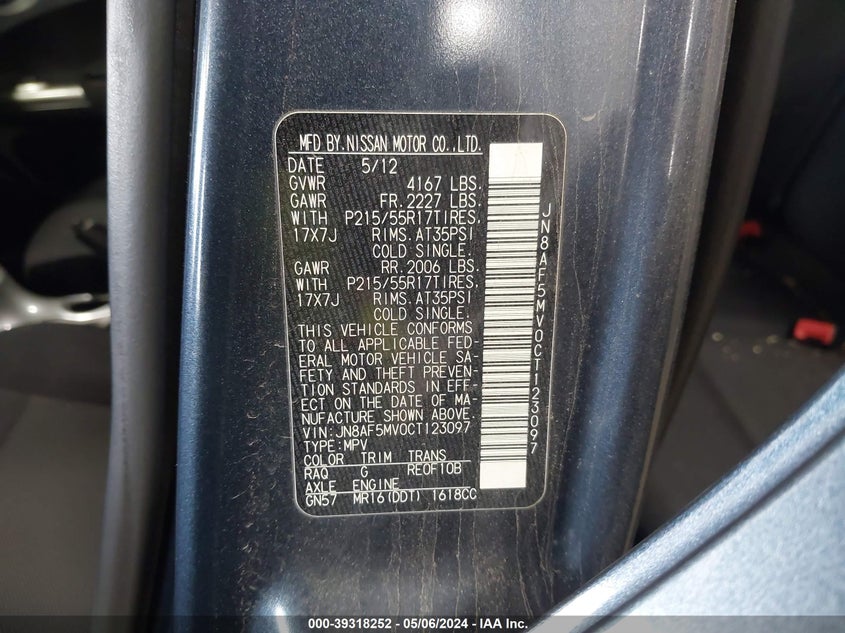 MFD BY.NISSAN MOTOR CO.,LTD.
DATE 5/12
GVWR 4167 LBS.
GAWR FR. 2227 LBS.
WITH P215/55R17TIRES,
17X7J RIMS. AT35PSI
COLD SINGLE.
GAWR RR. 2006 LBS.
WITH P215/55R17TIRES,
17X7J RIMS. AT35PSI
COLD SINGLE.
THIS VEHICLE CONFORMS
TO ALL APPLICABLE FED-
ERAL MOTOR VEHICLE SA-
FETY AND THEFT PREVEN-
TION STANDARDS IN EFF-
ECT ON THE DATE OF MA-
NUFACTURE SHOWN ABOVE.
VIN:JN8AF5MV0CT123097
TYPE:MPV
COLOR TRIM TRANS
RAQ G RE0F10B
AXLE ENGINE
GN57 MR16(DDT) 1618CC
JN8AF5MV0CT123097
000-39318252 - 05/06/2024 - IAA Inc.